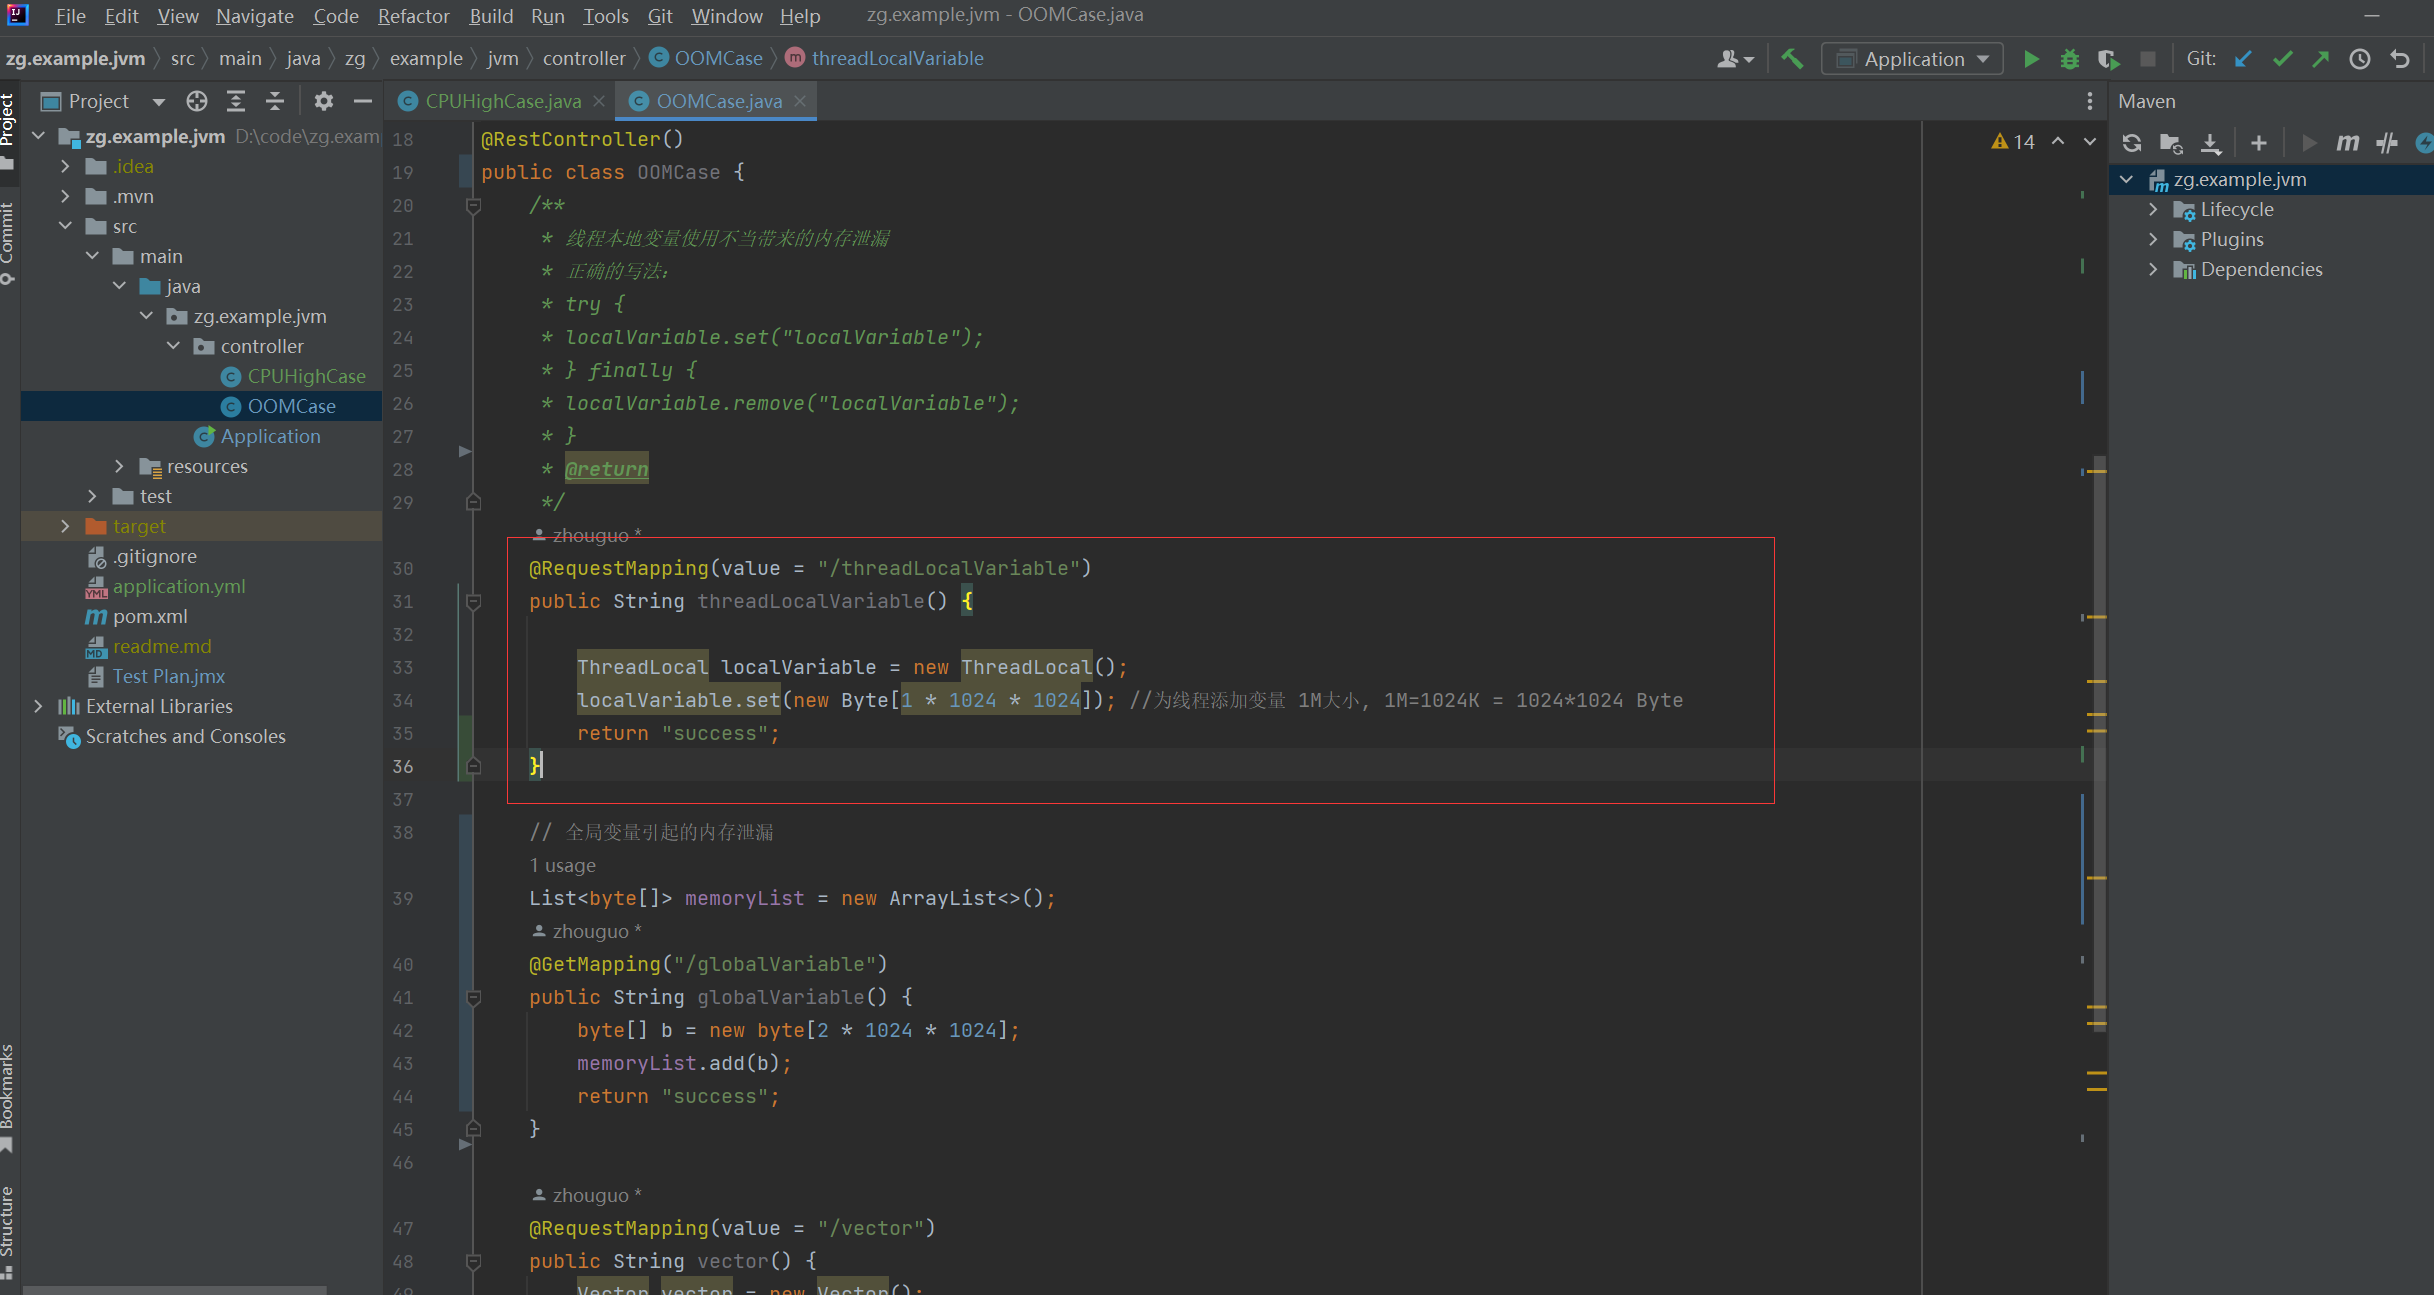 File Edit View Navigate Code Refactor Build Run Tools Git Window Help zg.example.jvm - OOMCase.java
zg.example.jvm src main java zg example jvm controller OOMCase threadLocalVariable Application Git:
Project
Commit
Bookmarks
Structure
Project
zg.example.jvm D:\code\zg.exam
.idea
.mvn
src
main
java
zg.example.jvm
controller
CPUHighCase
OOMCase
Application
resources
test
target
.gitignore
application.yml
pom.xml
readme.md
Test Plan.jmx
External Libraries
Scratches and Consoles
CPUHighCase.java OOMCase.java
14
18 @RestController()
19 public class OOMCase {
20 /**
21 * 线程本地变量使用不当带来的内存泄漏
22 * 正确的写法：
23 * try {
24 * localVariable.set("localVariable");
25 * } finally {
26 * localVariable.remove("localVariable");
27 * }
28 * @return
29 */
zhouguo *
30 @RequestMapping(value = "/threadLocalVariable")
31 public String threadLocalVariable() {
32
33 ThreadLocal localVariable = new ThreadLocal();
34 localVariable.set(new Byte[1 * 1024 * 1024]); //为线程添加变量 1M大小, 1M=1024K = 1024*1024 Byte
35 return "success";
36 }
37
38 // 全局变量引起的内存泄漏
1 usage
39 List<byte[]> memoryList = new ArrayList<>();
zhouguo *
40 @GetMapping("/globalVariable")
41 public String globalVariable() {
42 byte[] b = new byte[2 * 1024 * 1024];
43 memoryList.add(b);
44 return "success";
45 }
46
zhouguo *
47 @RequestMapping(value = "/vector")
48 public String vector() {
49 Vector vector = new Vector();
Maven
zg.example.jvm
Lifecycle
Plugins
Dependencies